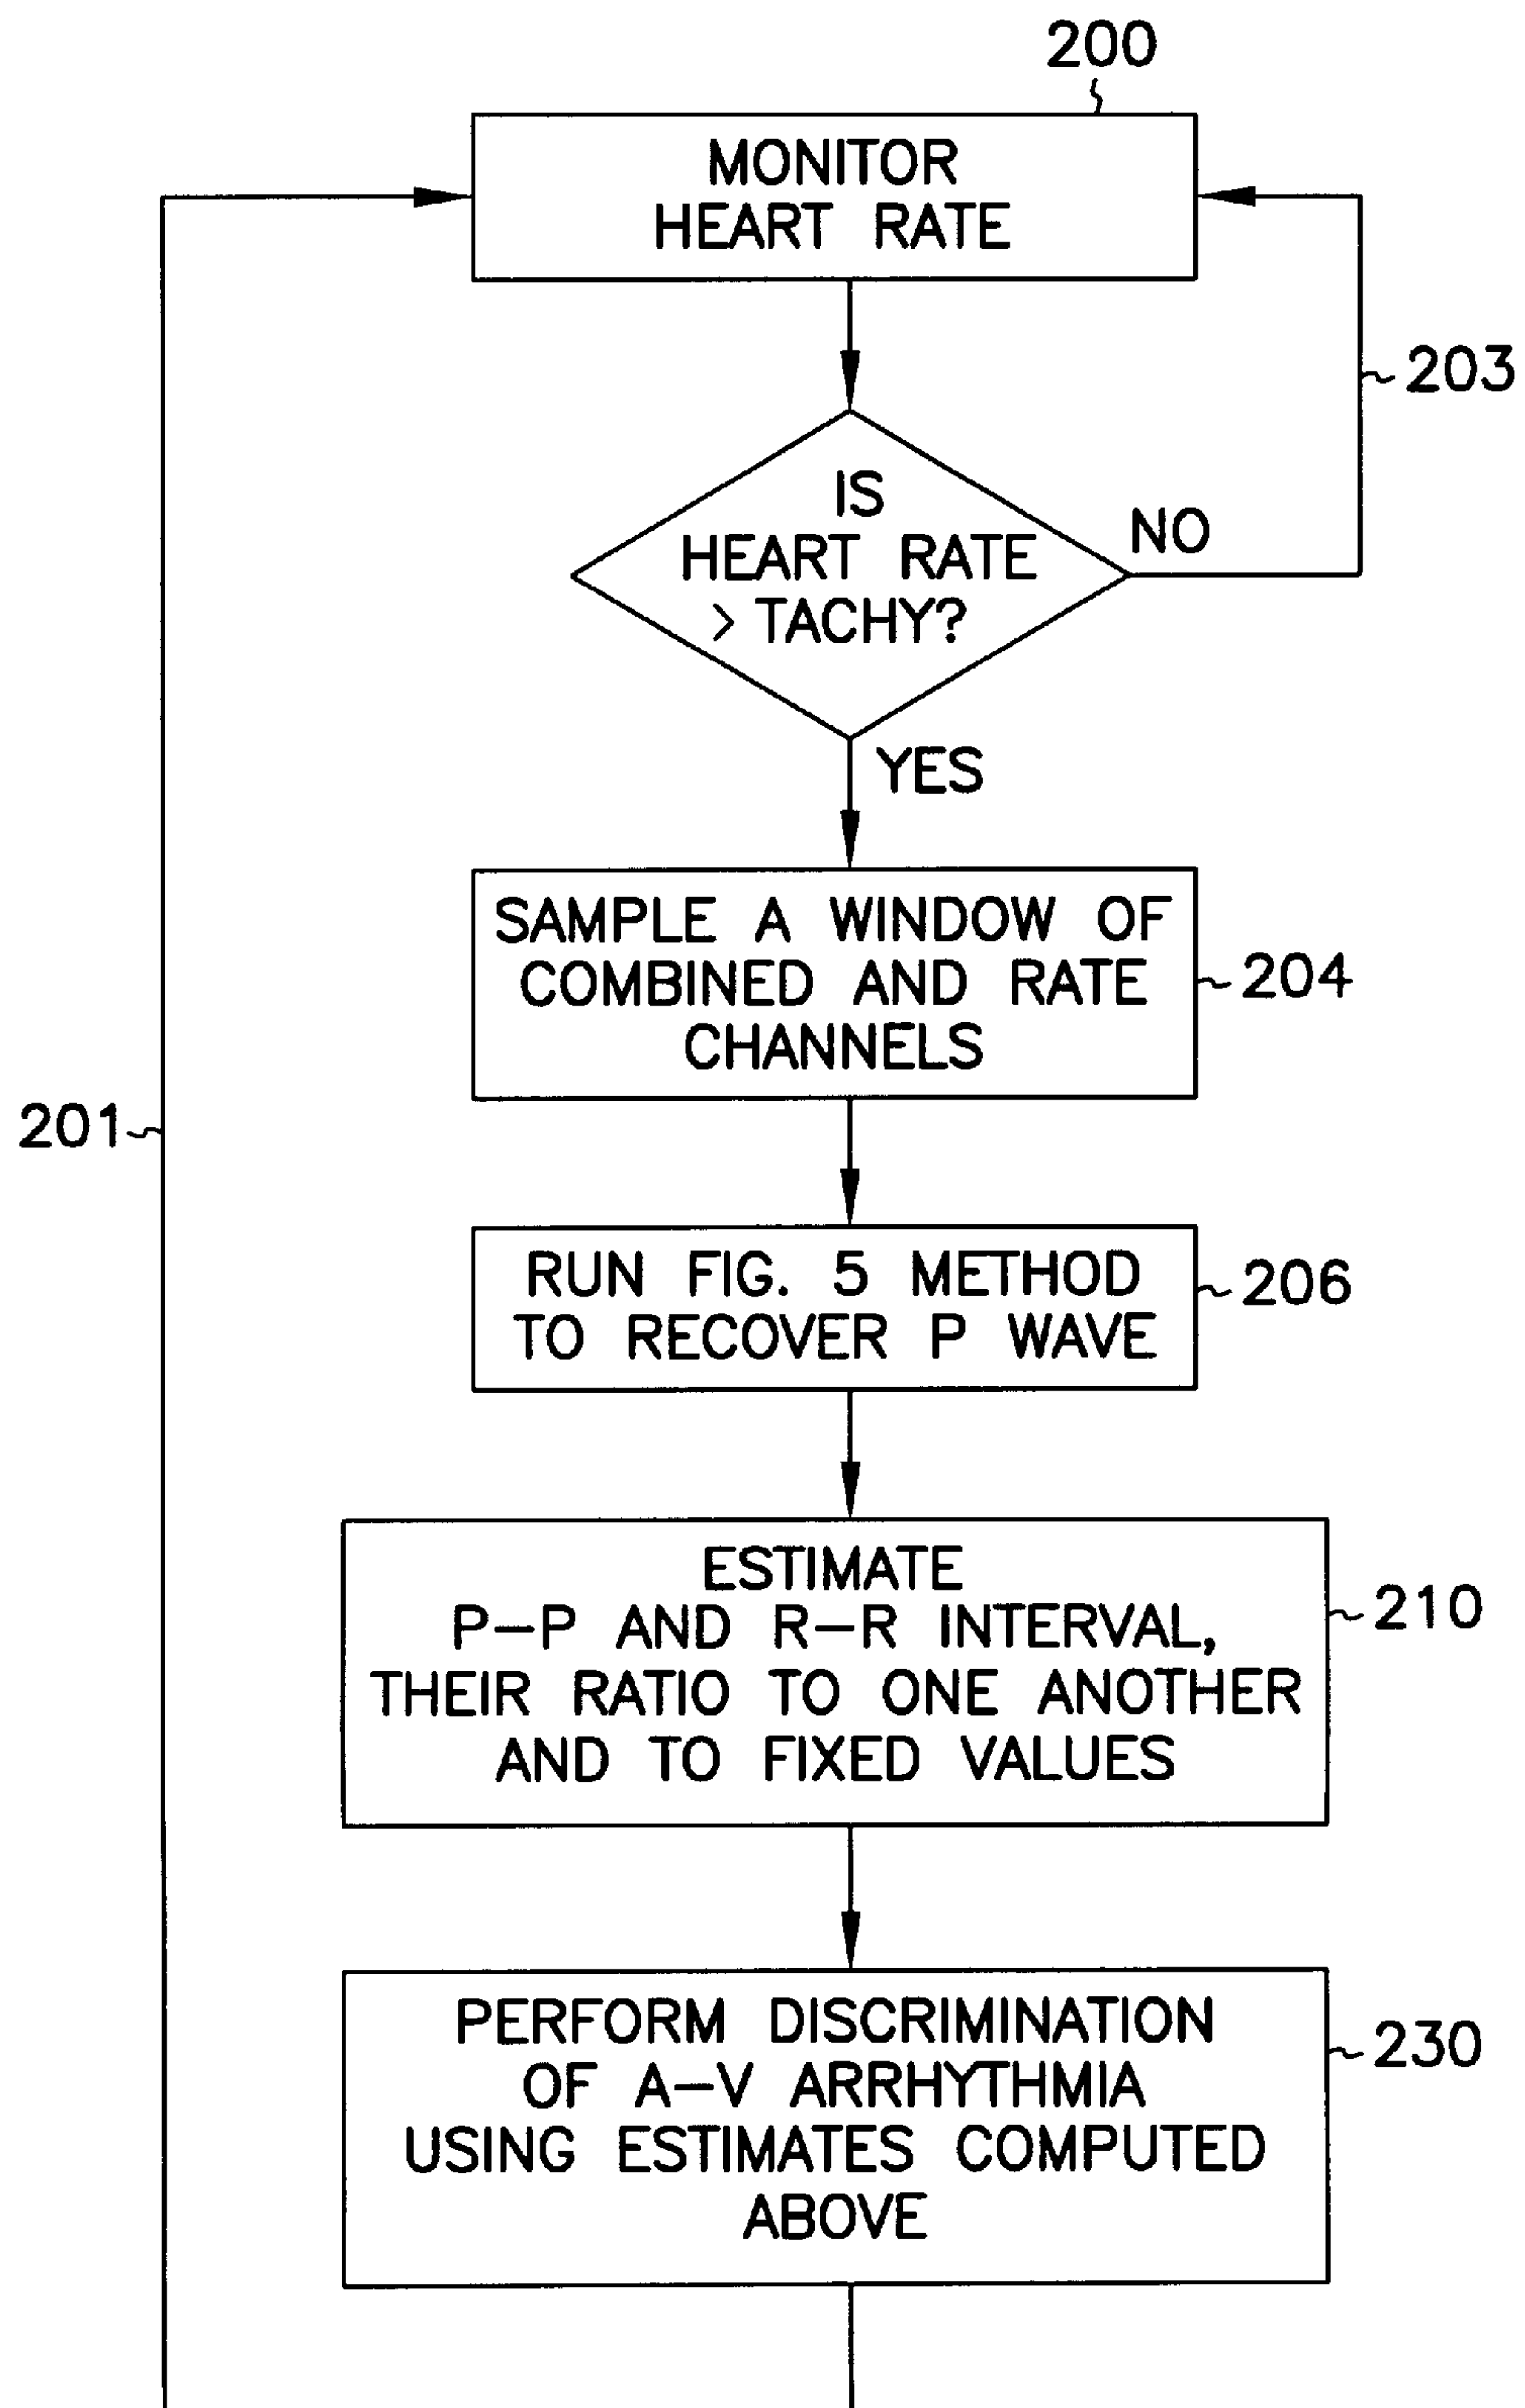 200
MONITOR
HEART RATE
203
IS
HEART RATE
> TACHY?
NO
YES
SAMPLE A WINDOW OF
COMBINED AND RATE
CHANNELS
204
201
RUN FIG. 5 METHOD
TO RECOVER P WAVE
206
ESTIMATE
P-P AND R-R INTERVAL,
THEIR RATIO TO ONE ANOTHER
AND TO FIXED VALUES
210
PERFORM DISCRIMINATION
OF A-V ARRHYTHMIA
USING ESTIMATES COMPUTED
ABOVE
230